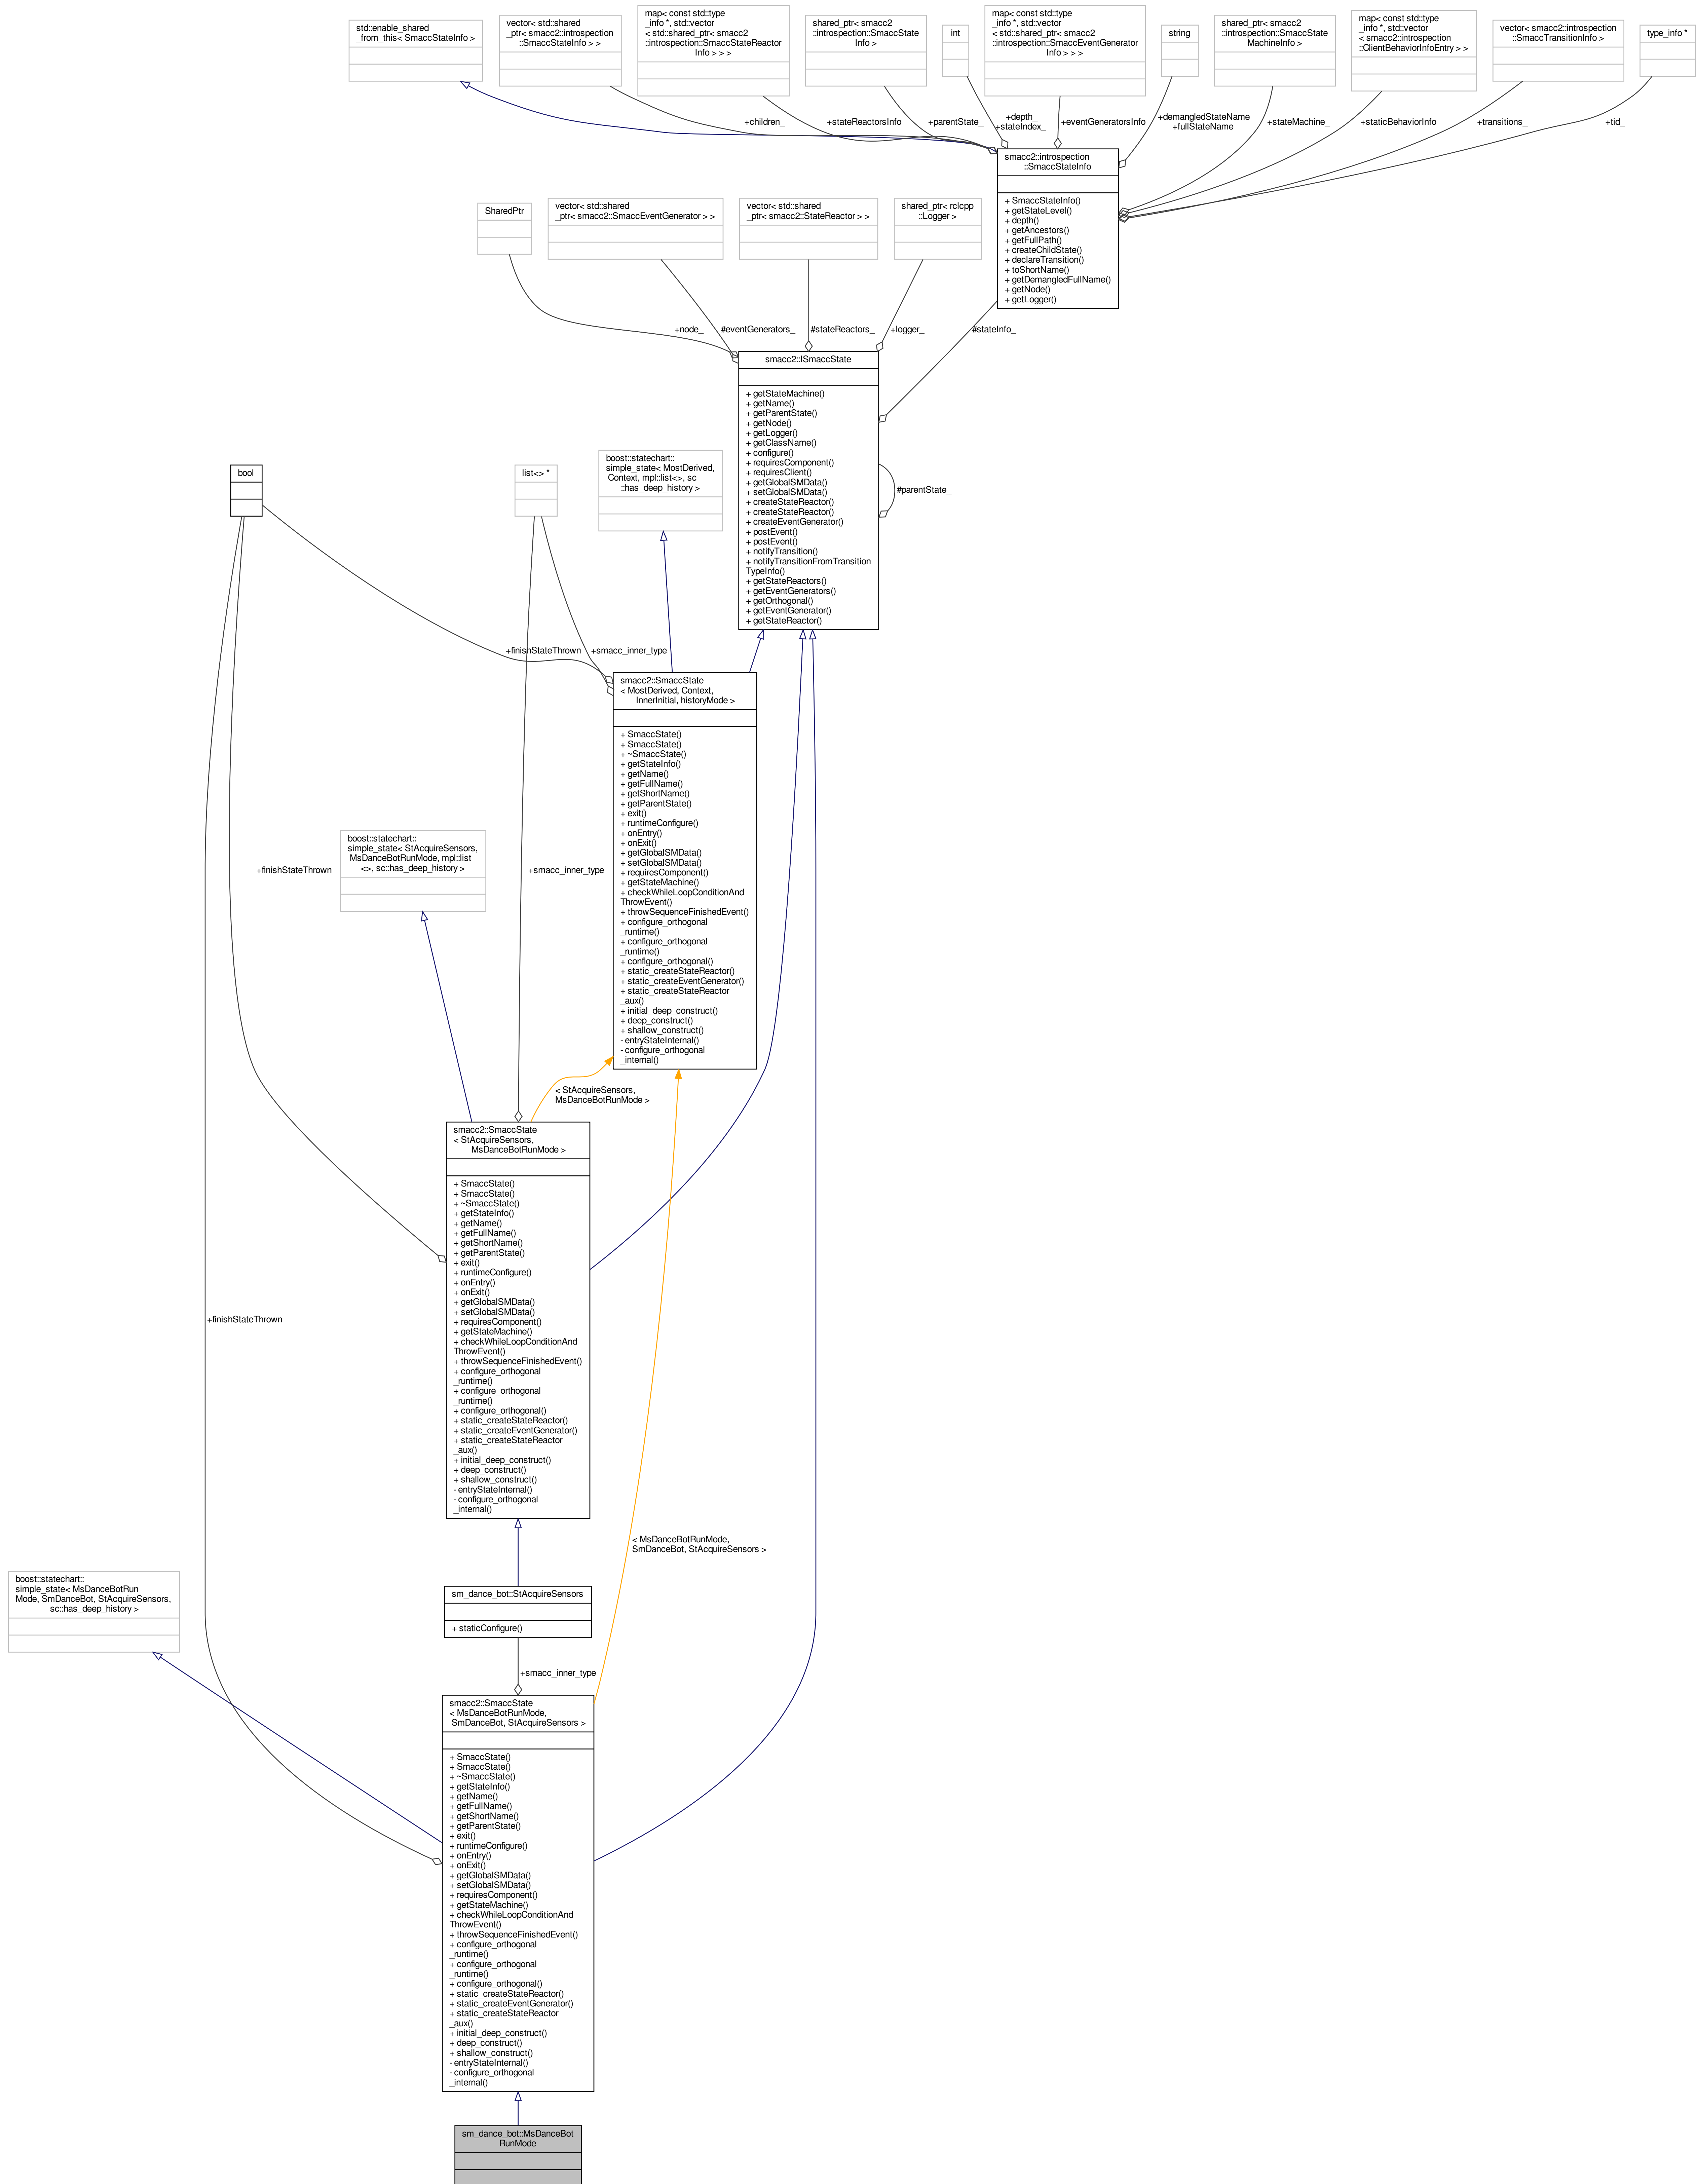 std::enable_shared
_from_this< SmaccStateInfo >
vector< std::shared
_ptr< smacc2::introspection
::SmaccStateInfo > >
map< const std::type
_info *, std::vector
< std::shared_ptr< smacc2
::introspection::SmaccStateReactor
Info > > >
shared_ptr< smacc2
::introspection::SmaccState
Info >
int
map< const std::type
_info *, std::vector
< std::shared_ptr< smacc2
::introspection::SmaccEventGenerator
Info > > >
string
shared_ptr< smacc2
::introspection::SmaccState
MachineInfo >
map< const std::type
_info *, std::vector
< smacc2::introspection
::ClientBehaviorInfoEntry > >
vector< smacc2::introspection
::SmaccTransitionInfo >
type_info *
+children_
+stateReactorsInfo
+parentState_
+depth_
+stateIndex_
+eventGeneratorsInfo
+demangledStateName
+fullStateName
+stateMachine_
+staticBehaviorInfo
+transitions_
+tid_
smacc2::introspection
::SmaccStateInfo
+ SmaccStateInfo()
+ getStateLevel()
+ depth()
+ getAncestors()
+ getFullPath()
+ createChildState()
+ declareTransition()
+ toShortName()
+ getDemangledFullName()
+ getNode()
+ getLogger()
SharedPtr
vector< std::shared
_ptr< smacc2::SmaccEventGenerator > >
vector< std::shared
_ptr< smacc2::StateReactor > >
shared_ptr< rclcpp
::Logger >
+node_
#eventGenerators_
#stateReactors_
+logger_
#stateInfo_
smacc2::ISmaccState
+ getStateMachine()
+ getName()
+ getParentState()
+ getNode()
+ getLogger()
+ getClassName()
+ configure()
+ requiresComponent()
+ requiresClient()
+ getGlobalSMData()
+ setGlobalSMData()
+ createStateReactor()
+ createStateReactor()
+ createEventGenerator()
+ postEvent()
+ postEvent()
+ notifyTransition()
+ notifyTransitionFromTransition
TypeInfo()
+ getStateReactors()
+ getEventGenerators()
+ getOrthogonal()
+ getEventGenerator()
+ getStateReactor()
#parentState_
bool
list<> *
boost::statechart::
simple_state< MostDerived,
Context, mpl::list<>, sc
::has_deep_history >
+finishStateThrown
+smacc_inner_type
smacc2::SmaccState
< MostDerived, Context,
InnerInitial, historyMode >
+ SmaccState()
+ SmaccState()
+ ~SmaccState()
+ getStateInfo()
+ getName()
+ getFullName()
+ getShortName()
+ getParentState()
+ exit()
+ runtimeConfigure()
+ onEntry()
+ onExit()
+ getGlobalSMData()
+ setGlobalSMData()
+ requiresComponent()
+ getStateMachine()
+ checkWhileLoopConditionAnd
ThrowEvent()
+ throwSequenceFinishedEvent()
+ configure_orthogonal
_runtime()
+ configure_orthogonal
_runtime()
+ configure_orthogonal()
+ static_createStateReactor()
+ static_createEventGenerator()
+ static_createStateReactor
_aux()
+ initial_deep_construct()
+ deep_construct()
+ shallow_construct()
- entryStateInternal()
- configure_orthogonal
_internal()
boost::statechart::
simple_state< StAcquireSensors,
MsDanceBotRunMode, mpl::list
<>, sc::has_deep_history >
+finishStateThrown
+smacc_inner_type
< StAcquireSensors,
MsDanceBotRunMode >
smacc2::SmaccState
< StAcquireSensors,
MsDanceBotRunMode >
+ SmaccState()
+ SmaccState()
+ ~SmaccState()
+ getStateInfo()
+ getName()
+ getFullName()
+ getShortName()
+ getParentState()
+ exit()
+ runtimeConfigure()
+ onEntry()
+ onExit()
+ getGlobalSMData()
+ setGlobalSMData()
+ requiresComponent()
+ getStateMachine()
+ checkWhileLoopConditionAnd
ThrowEvent()
+ throwSequenceFinishedEvent()
+ configure_orthogonal
_runtime()
+ configure_orthogonal
_runtime()
+ configure_orthogonal()
+ static_createStateReactor()
+ static_createEventGenerator()
+ static_createStateReactor
_aux()
+ initial_deep_construct()
+ deep_construct()
+ shallow_construct()
- entryStateInternal()
- configure_orthogonal
_internal()
+finishStateThrown
< MsDanceBotRunMode,
SmDanceBot, StAcquireSensors >
boost::statechart::
simple_state< MsDanceBotRun
Mode, SmDanceBot, StAcquireSensors,
sc::has_deep_history >
sm_dance_bot::StAcquireSensors
+ staticConfigure()
+smacc_inner_type
smacc2::SmaccState
< MsDanceBotRunMode,
SmDanceBot, StAcquireSensors >
+ SmaccState()
+ SmaccState()
+ ~SmaccState()
+ getStateInfo()
+ getName()
+ getFullName()
+ getShortName()
+ getParentState()
+ exit()
+ runtimeConfigure()
+ onEntry()
+ onExit()
+ getGlobalSMData()
+ setGlobalSMData()
+ requiresComponent()
+ getStateMachine()
+ checkWhileLoopConditionAnd
ThrowEvent()
+ throwSequenceFinishedEvent()
+ configure_orthogonal
_runtime()
+ configure_orthogonal
_runtime()
+ configure_orthogonal()
+ static_createStateReactor()
+ static_createEventGenerator()
+ static_createStateReactor
_aux()
+ initial_deep_construct()
+ deep_construct()
+ shallow_construct()
- entryStateInternal()
- configure_orthogonal
_internal()
sm_dance_bot::MsDanceBot
RunMode